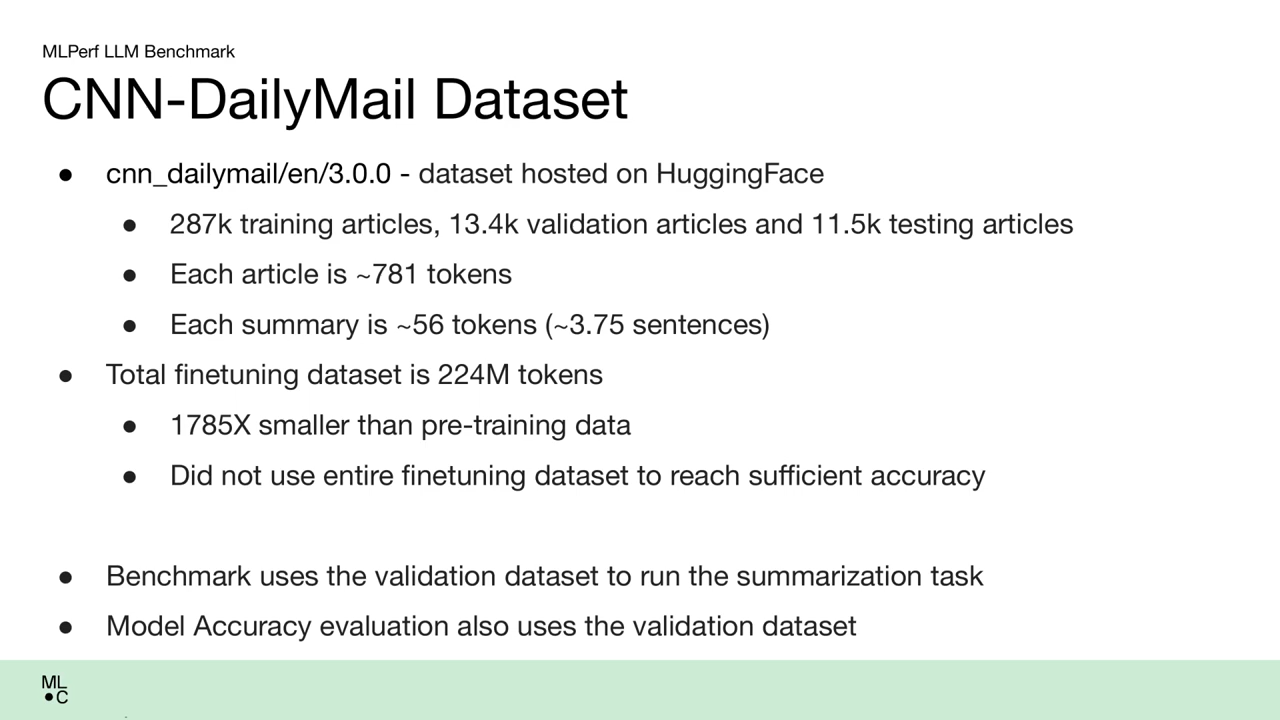 MLPerf LLM Benchmark
CNN-DailyMail Dataset
● cnn_dailymail/en/3.0.0 - dataset hosted on HuggingFace
● 287k training articles, 13.4k validation articles and 11.5k testing articles
● Each article is ~781 tokens
● Each summary is ~56 tokens (~3.75 sentences)
● Total finetuning dataset is 224M tokens
● 1785X smaller than pre-training data
● Did not use entire finetuning dataset to reach sufficient accuracy
● Benchmark uses the validation dataset to run the summarization task
● Model Accuracy evaluation also uses the validation dataset
ML
●C